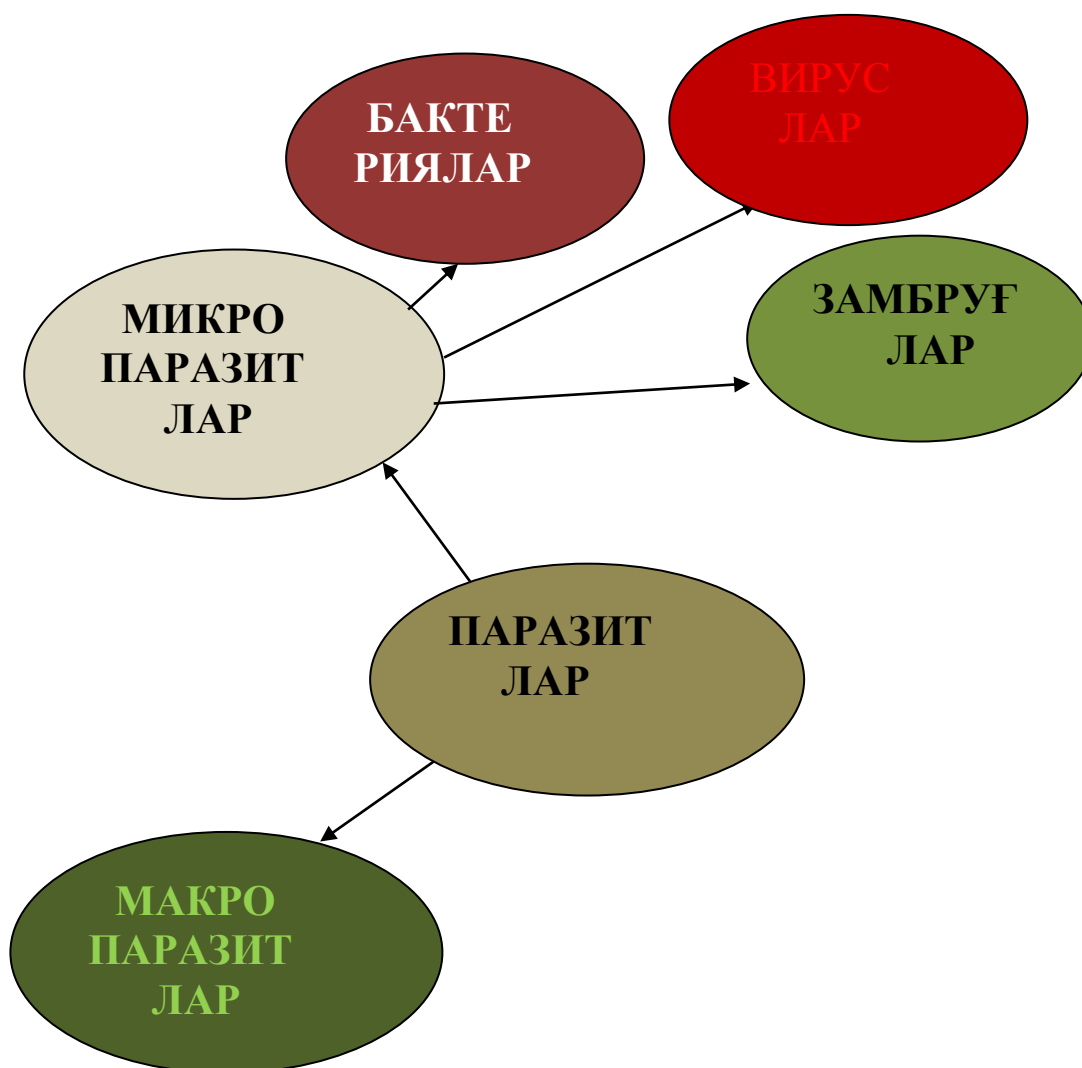 БАКТЕ
РИЯЛАР
ВИРУС
ЛАР
ЗАМБРУҒ
ЛАР
МИКРО
ПАРАЗИТ
ЛАР
ПАРАЗИТ
ЛАР
МАКРО
ПАРАЗИТ
ЛАР